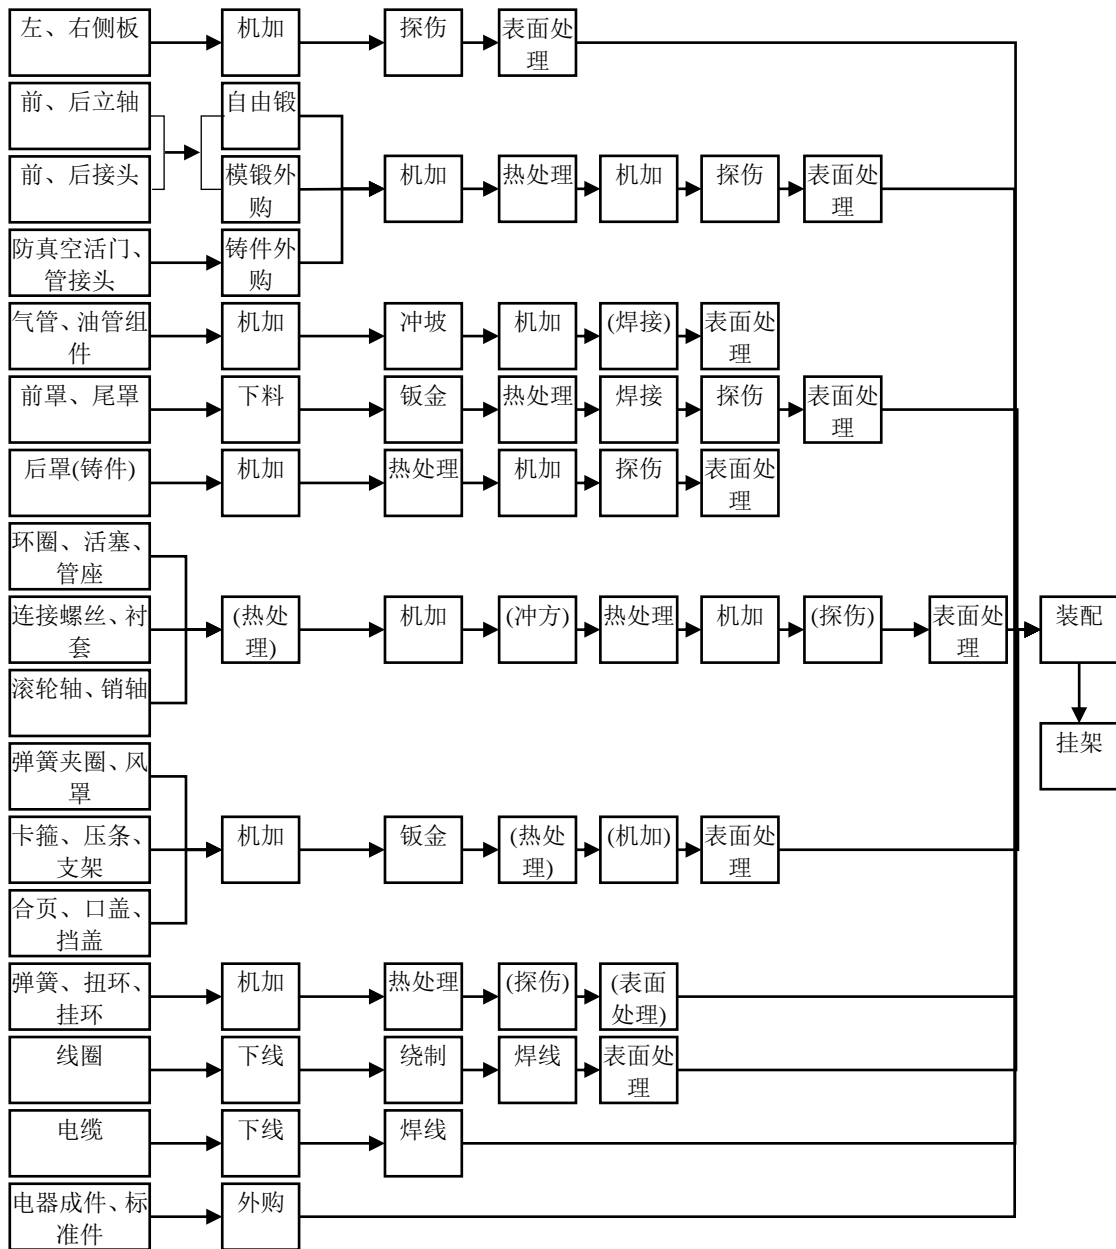 左、右侧板
机加
探伤
表面处
理
前、后立轴
自由锻
前、后接头
模锻外
购
机加
热处理
机加
探伤
表面处
理
防真空活门、
管接头
铸件外
购
气管、油管组
件
机加
冲坡
机加
(焊接)
表面处
理
前罩、尾罩
下料
钣金
热处理
焊接
探伤
表面处
理
后罩(铸件)
机加
热处理
机加
探伤
表面处
理
环圈、活塞、
管座
连接螺丝、衬
套
(热处
理)
机加
(冲方)
热处理
机加
(探伤)
表面处
理
装配
滚轮轴、销轴
挂架
弹簧夹圈、风
罩
卡箍、压条、
支架
机加
钣金
(热处
理)
(机加)
表面处
理
合页、口盖、
挡盖
弹簧、扭环、
挂环
机加
热处理
(探伤)
(表面
处理)
线圈
下线
绕制
焊线
表面处
理
电缆
下线
焊线
电器成件、标
准件
外购